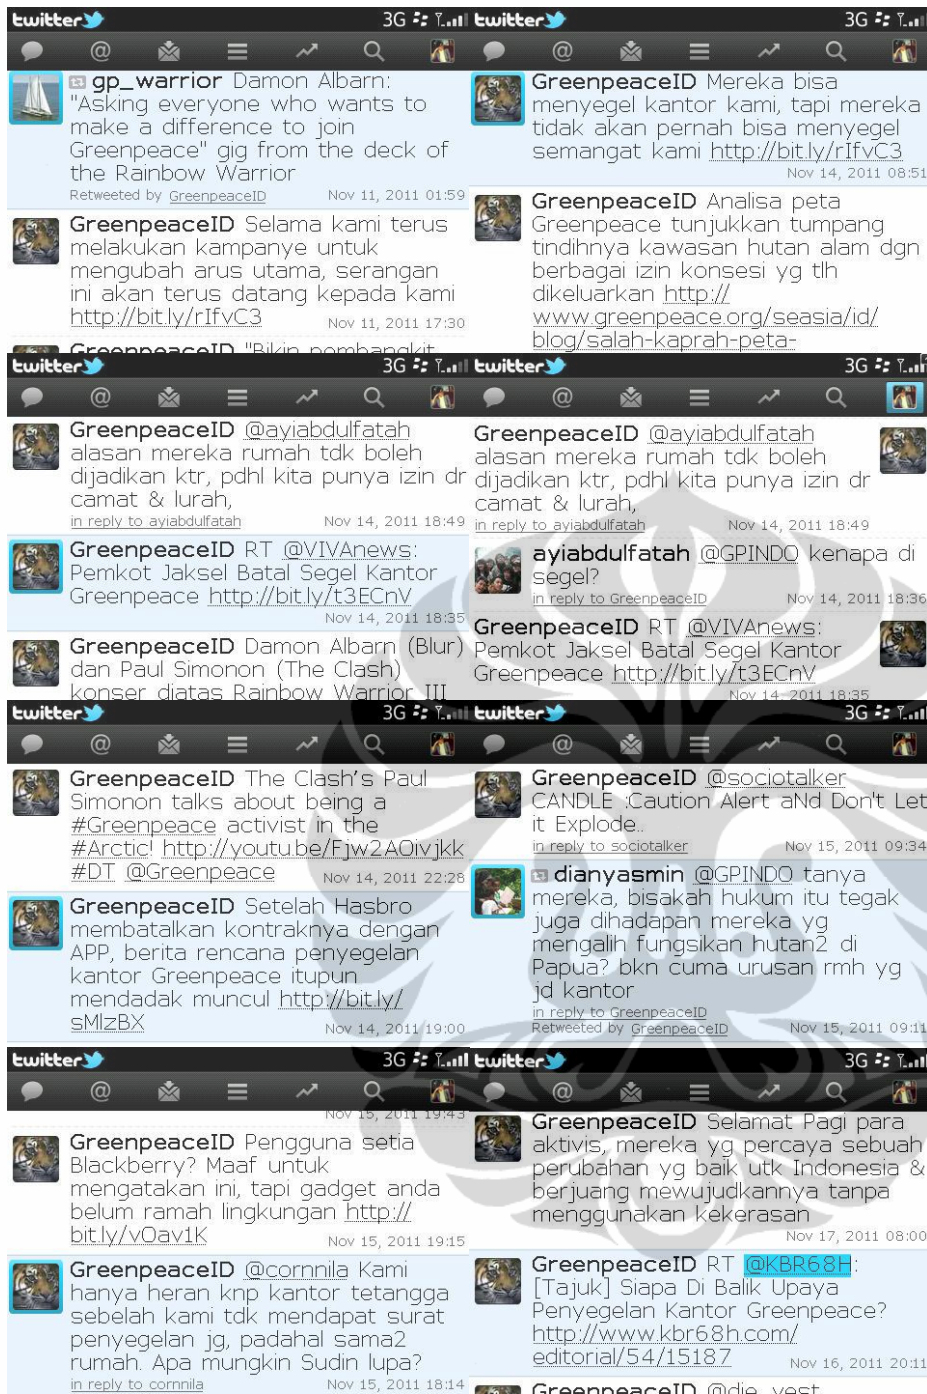 twitter 3G
gp_warrior Damon Albarn:
"Asking everyone who wants to
make a difference to join
Greenpeace" gig from the deck of
the Rainbow Warrior
Retweeted by GreenpeaceID Nov 11, 2011 01:59
GreenpeaceID Selama kami terus
melakukan kampanye untuk
mengubah arus utama, serangan
ini akan terus datang kepada kami
http://bit.ly/rIfvC3 Nov 11, 2011 17:30
GreenpeaceID "Bikin pembangkit
twitter 3G
GreenpeaceID Mereka bisa
menyegel kantor kami, tapi mereka
tidak akan pernah bisa menyegel
semangat kami http://bit.ly/rIfvC3
Nov 14, 2011 08:51
GreenpeaceID Analisa peta
Greenpeace tunjukkan tumpang
tindihnya kawasan hutan alam dgn
berbagai izin konsesi yg tlh
dikeluarkan http://
www.greenpeace.org/seasia/id/
blog/salah-kaprah-peta-
twitter 3G
GreenpeaceID @ayiabdulfatah
alasan mereka rumah tdk boleh
dijadikan ktr, pdhl kita punya izin dr
camat & lurah,
in reply to ayiabdulfatah Nov 14, 2011 18:49
GreenpeaceID RT @VIVAnews:
Pemkot Jaksel Batal Segel Kantor
Greenpeace http://bit.ly/t3ECnV
Nov 14, 2011 18:35
GreenpeaceID Damon Albarn (Blur)
dan Paul Simonon (The Clash)
konser diatas Rainbow Warrior III
twitter 3G
GreenpeaceID @ayiabdulfatah
alasan mereka rumah tdk boleh
dijadikan ktr, pdhl kita punya izin dr
camat & lurah,
in reply to ayiabdulfatah Nov 14, 2011 18:49
ayiabdulfatah @GPINDO kenapa di
segel?
in reply to GreenpeaceID Nov 14, 2011 18:36
GreenpeaceID RT @VIVAnews:
Pemkot Jaksel Batal Segel Kantor
Greenpeace http://bit.ly/t3ECnV
Nov 14, 2011 18:35
twitter 3G
GreenpeaceID The Clash's Paul
Simonon talks about being a
#Greenpeace activist in the
#Arctic! http://youtu.be/Fjw2AOivjkk
#DT @Greenpeace Nov 14, 2011 22:28
GreenpeaceID Setelah Hasbro
membatalkan kontraknya dengan
APP, berita rencana penyegelan
kantor Greenpeace itupun
mendadak muncul http://bit.ly/
sMlzBX Nov 14, 2011 19:00
twitter 3G
GreenpeaceID @sociotalker
CANDLE :Caution Alert aNd Don't Let
it Explode..
in reply to sociotalker Nov 15, 2011 09:34
dianyasmin @GPINDO tanya
mereka, bisakah hukum itu tegak
juga dihadapan mereka yg
mengalih fungsikan hutan2 di
Papua? bkn cuma urusan rmh yg
jd kantor
in reply to GreenpeaceID
Retweeted by GreenpeaceID Nov 15, 2011 09:11
twitter 3G
Nov 15, 2011 19:43
GreenpeaceID Pengguna setia
Blackberry? Maaf untuk
mengatakan ini, tapi gadget anda
belum ramah lingkungan http://
bit.ly/vOav1K Nov 15, 2011 19:15
GreenpeaceID @cornnila Kami
hanya heran knp kantor tetangga
sebelah kami tdk mendapat surat
penyegelan jg, padahal sama2
rumah. Apa mungkin Sudin lupa?
in reply to cornnila Nov 15, 2011 18:14
twitter 3G
GreenpeaceID Selamat Pagi para
aktivis, mereka yg percaya sebuah
perubahan yg baik utk Indonesia &
berjuang mewujudkannya tanpa
menggunakan kekerasan
Nov 17, 2011 08:00
GreenpeaceID RT @KBR68H:
[Tajuk] Siapa Di Balik Upaya
Penyegelan Kantor Greenpeace?
http://www.kbr68h.com/
editorial/54/15187 Nov 16, 2011 20:11
GreenpeaceID @die_vest